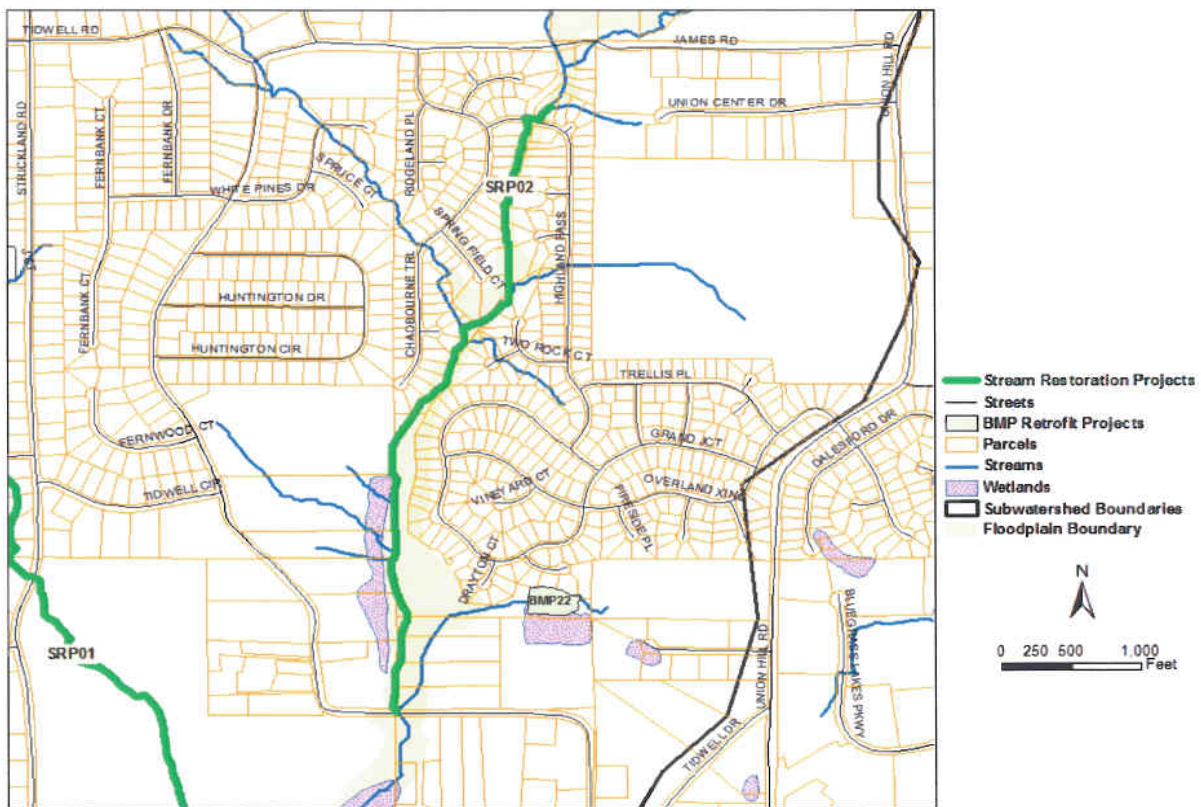 TIDWELL RD
JAMES RD
UNION HILL RD
STRICKLAND RD
FERNBANK CT
FERNBANK DR
RIDGELAND PL
UNION CENTER DR
SPRUCE CT
WHITE PINES DR
SRP02
SPRING FIELD CT
HIGHLAND PASS
CHADBOURNE TRL
HUNTINGTON DR
FERNBANK CT
HUNTINGTON CIR
TWO ROCK CT
TRELLIS PL
FERNWOOD CT
GRAND JCT
DALESFORD DR
VINEYARD CT
OVERLAND XING
FIRESIDE PL
TIDWELL CIR
DRAYTON CT
BMP22
SRP01
UNION HILL RD
BLUEGRASS LAKES PKWY
TIDWELL DR
Stream Restoration Projects
Streets
BMP Retrofit Projects
Parcels
Streams
Wetlands
Subwatershed Boundaries
Floodplain Boundary
N
0 250 500 1,000
Feet